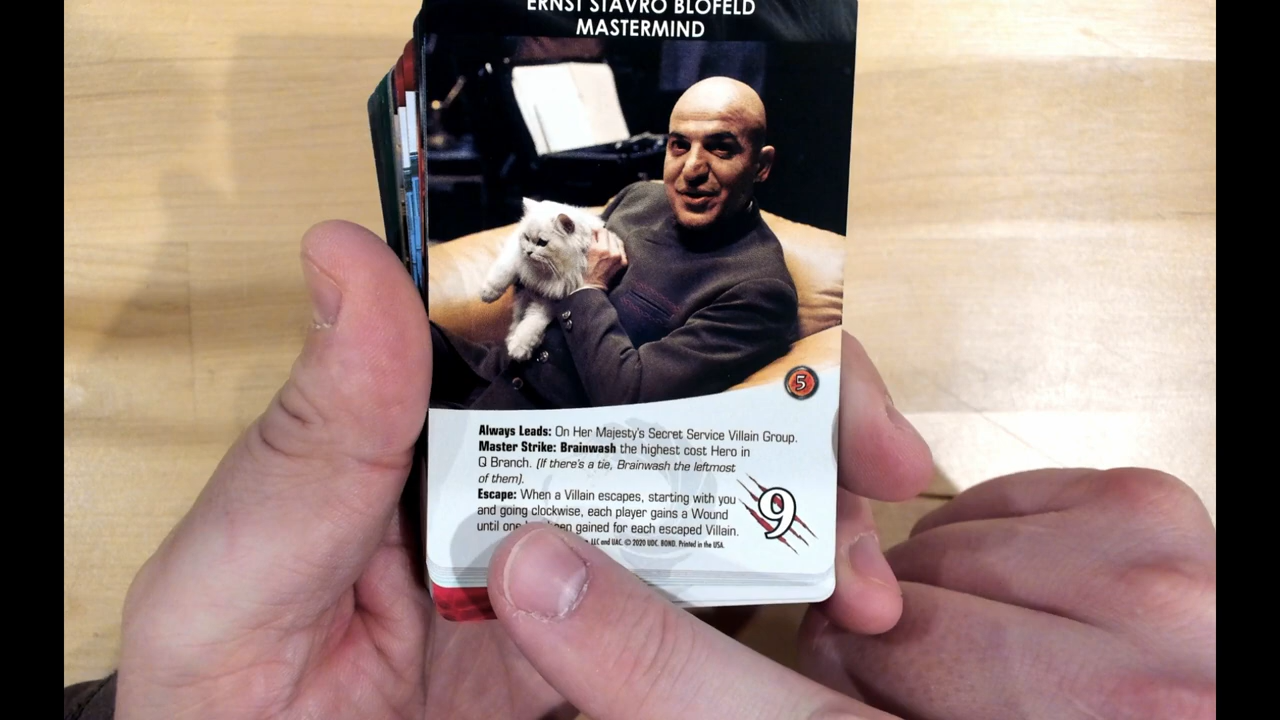 ERNST STAVRO BLOFELD
MASTERMIND
5
Always Leads: On Her Majesty's Secret Service Villain Group.
Master Strike: Brainwash the highest cost Hero in
Q Branch. (If there's a tie, Brainwash the leftmost
of them).
Escape: When a Villain escapes, starting with you
and going clockwise, each player gains a Wound
until one gained for each escaped Villain.
9
LLC and UAC. © 2020 UDC. BOND. Printed in the USA.